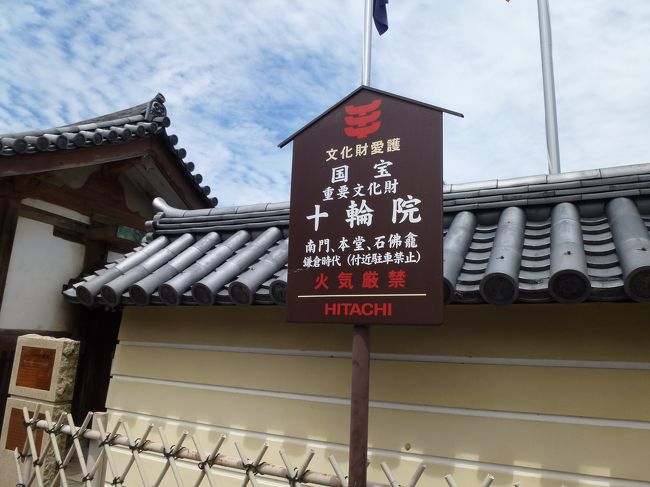 文化財愛護
国宝
重要文化財
十輪院
南門、本堂、石佛龕
鎌倉時代（付近駐車禁止）
火気厳禁
HITACHI